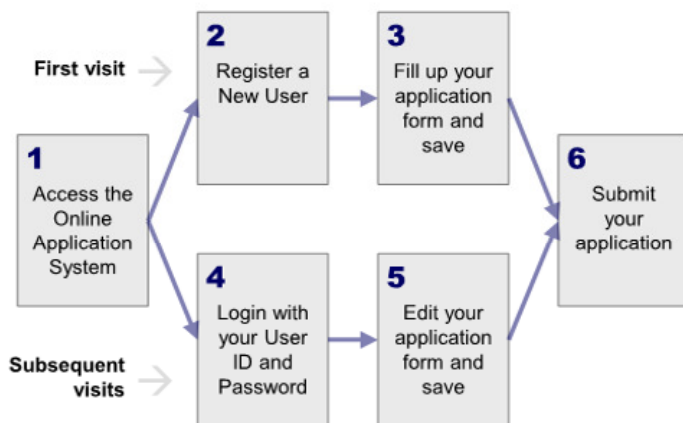 First visit
2
Register a
New User
3
Fill up your
application
form and
save
1
Access the
Online
Application
System
6
Submit
your
application
4
Login with
your User
ID and
Password
5
Edit your
application
form and
save
Subsequent
visits